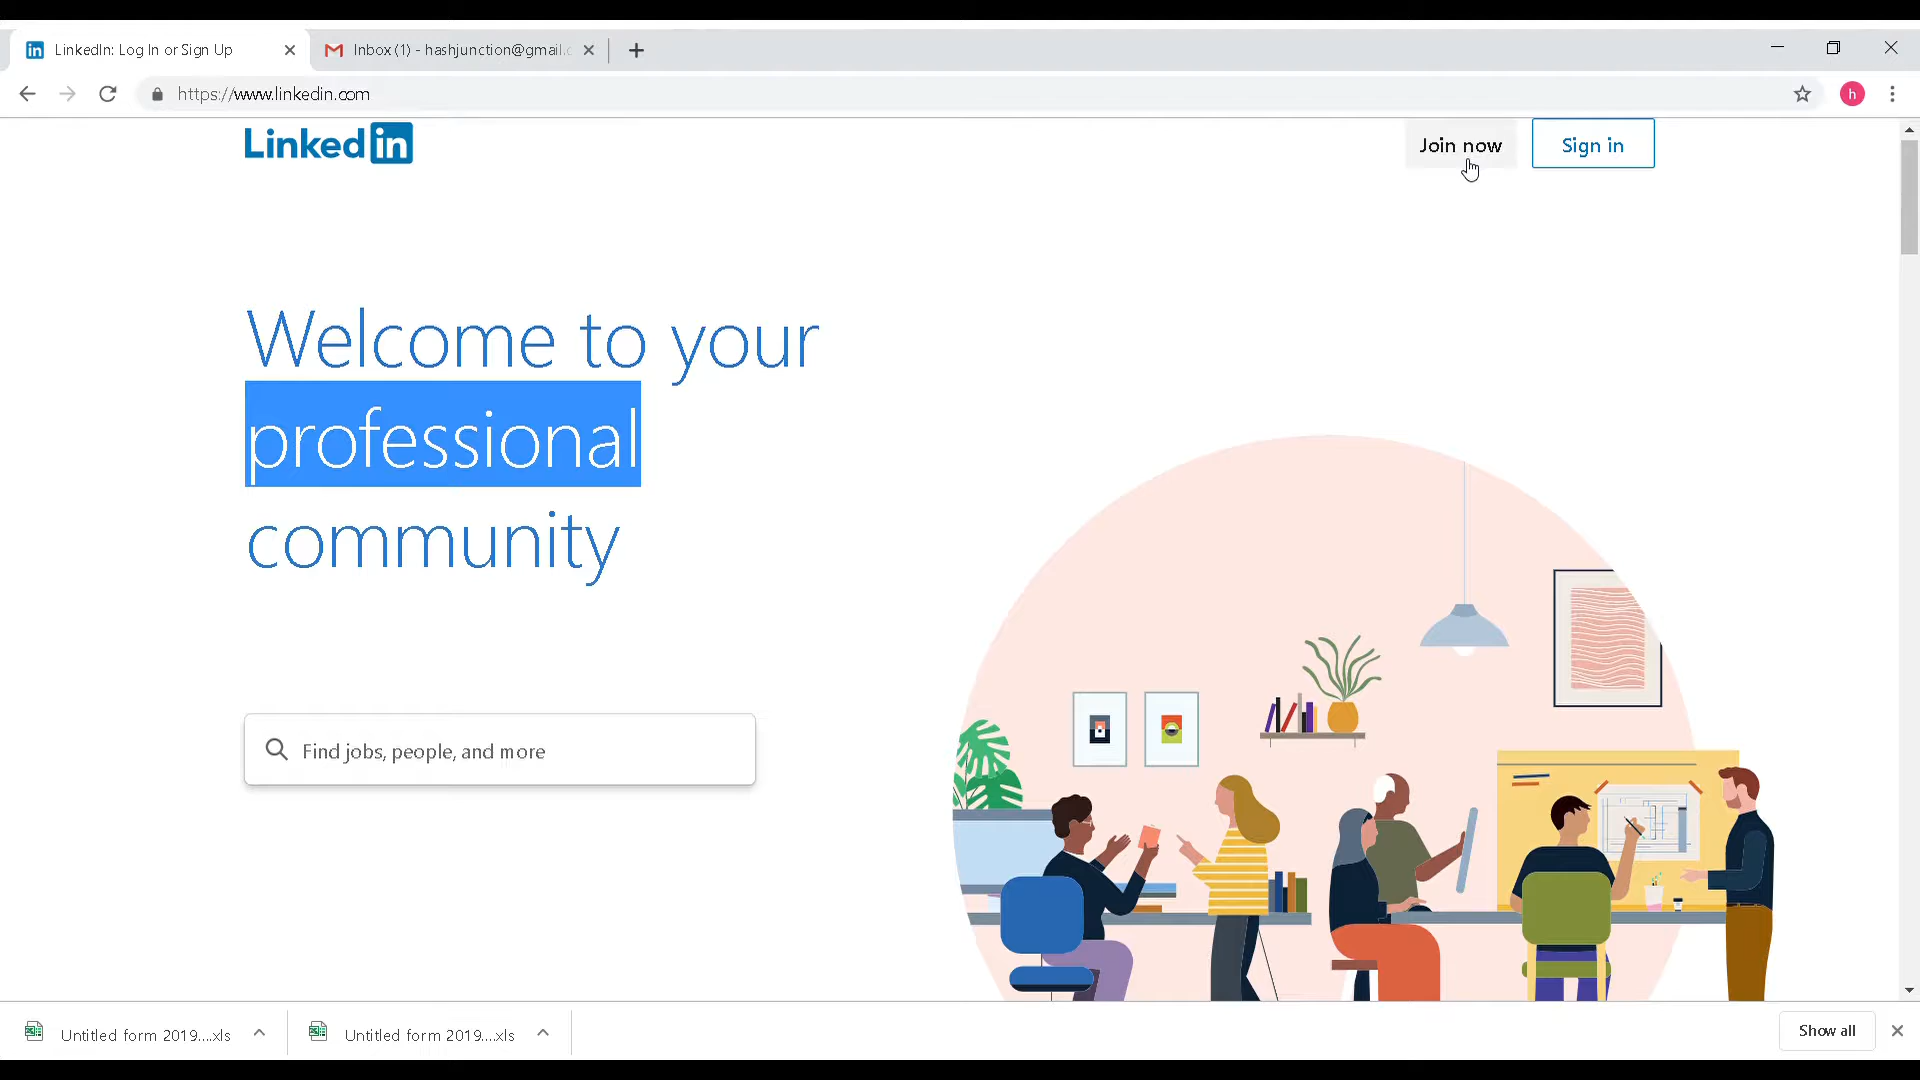 LinkedIn: Log In or Sign Up
Inbox (1) - hashjunction@gmail.c
https://www.linkedin.com
h
Linked in
Join now
Sign in
Welcome to your
professional
community
Find jobs, people, and more
Untitled form 2019....xls
Untitled form 2019....xls
Show all